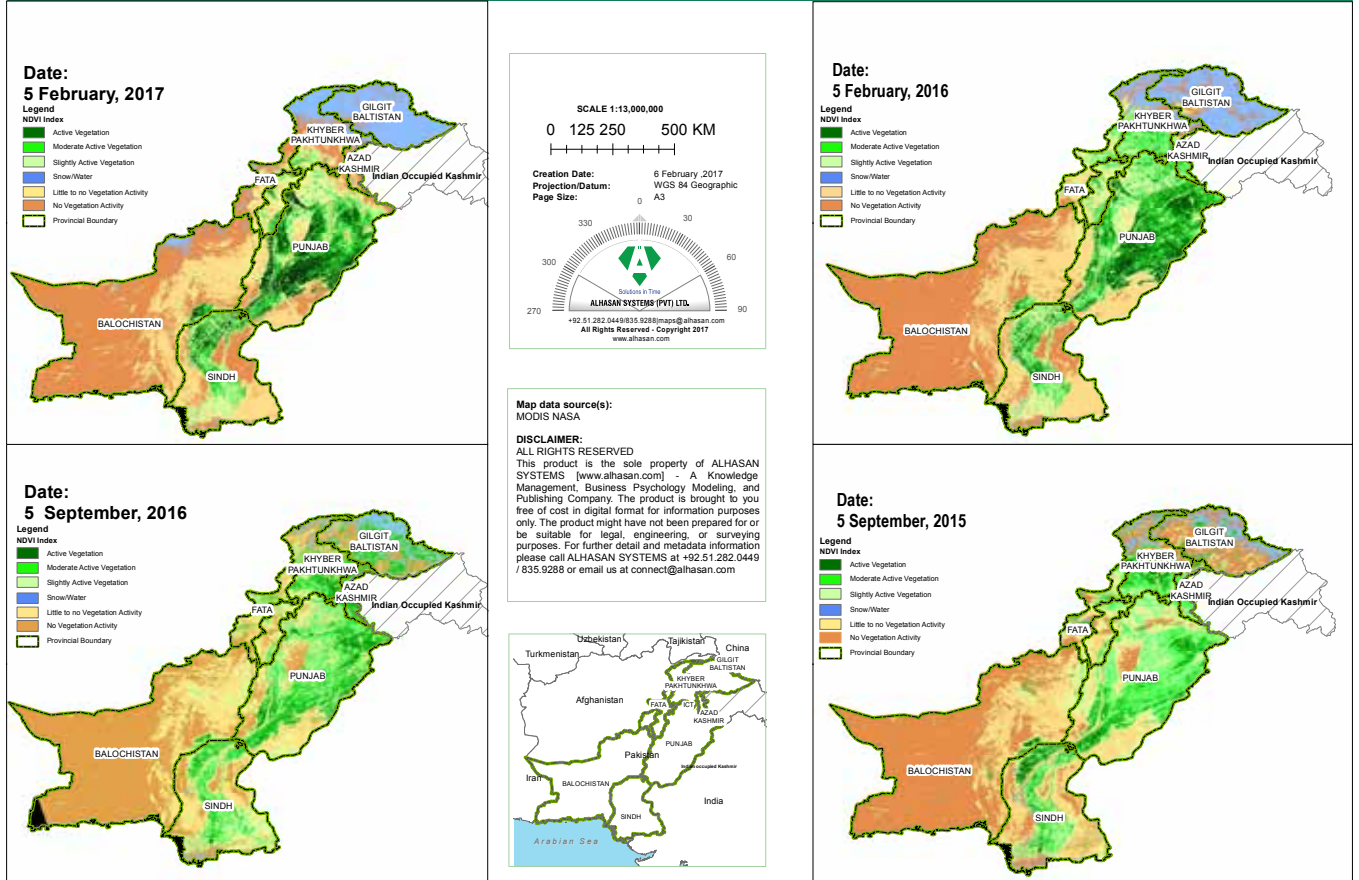 Date:
5 February, 2017
Legend
NDVI Index
Active Vegetation
Moderate Active Vegetation
Slightly Active Vegetation
Snow/Water
Little to no Vegetation Activity
No Vegetation Activity
Provincial Boundary
GILGIT
BALTISTAN
KHYBER
PAKHTUNKHWA
AZAD
KASHMIR
Indian Occupied Kashmir
FATA
PUNJAB
BALOCHISTAN
SINDH
SCALE 1:13,000,000
0 125 250 500 KM
Creation Date: 6 February ,2017
Projection/Datum: WGS 84 Geographic
Page Size: A3
0
330 30
300 60
270 90
Solutions in Time
ALHASAN SYSTEMS (PVT) LTD.
+92.51.282.0449/835.9288|maps@alhasan.com
All Rights Reserved - Copyright 2017
www.alhasan.com
Date:
5 February, 2016
Legend
NDVI Index
Active Vegetation
Moderate Active Vegetation
Slightly Active Vegetation
Snow/Water
Little to no Vegetation Activity
No Vegetation Activity
Provincial Boundary
GILGIT
BALTISTAN
KHYBER
PAKHTUNKHWA
AZAD
KASHMIR
Indian Occupied Kashmir
FATA
PUNJAB
BALOCHISTAN
SINDH
Map data source(s):
MODIS NASA
DISCLAIMER:
ALL RIGHTS RESERVED
This product is the sole property of ALHASAN
SYSTEMS [www.alhasan.com] - A Knowledge
Management, Business Psychology Modeling, and
Publishing Company. The product is brought to you
free of cost in digital format for information purposes
only. The product might have not been prepared for or
be suitable for legal, engineering, or surveying
purposes. For further detail and metadata information
please call ALHASAN SYSTEMS at +92.51.282.0449
/ 835.9288 or email us at connect@alhasan.com
Date:
5 September, 2016
Legend
NDVI Index
Active Vegetation
Moderate Active Vegetation
Slightly Active Vegetation
Snow/Water
Little to no Vegetation Activity
No Vegetation Activity
Provincial Boundary
GILGIT
BALTISTAN
KHYBER
PAKHTUNKHWA
AZAD
KASHMIR
Indian Occupied Kashmir
FATA
PUNJAB
BALOCHISTAN
SINDH
Uzbekistan
Tajikistan
Turkmenistan
China
GILGIT
BALTISTAN
KHYBER
PAKHTUNKHWA
Afghanistan
FATA
ICT
AZAD
KASHMIR
PUNJAB
Pakistan
Indian occupied Kashmir
Iran
BALOCHISTAN
India
SINDH
Arabian Sea
Date:
5 September, 2015
Legend
NDVI Index
Active Vegetation
Moderate Active Vegetation
Slightly Active Vegetation
Snow/Water
Little to no Vegetation Activity
No Vegetation Activity
Provincial Boundary
GILGIT
BALTISTAN
KHYBER
PAKHTUNKHWA
AZAD
KASHMIR
Indian Occupied Kashmir
FATA
PUNJAB
BALOCHISTAN
SINDH